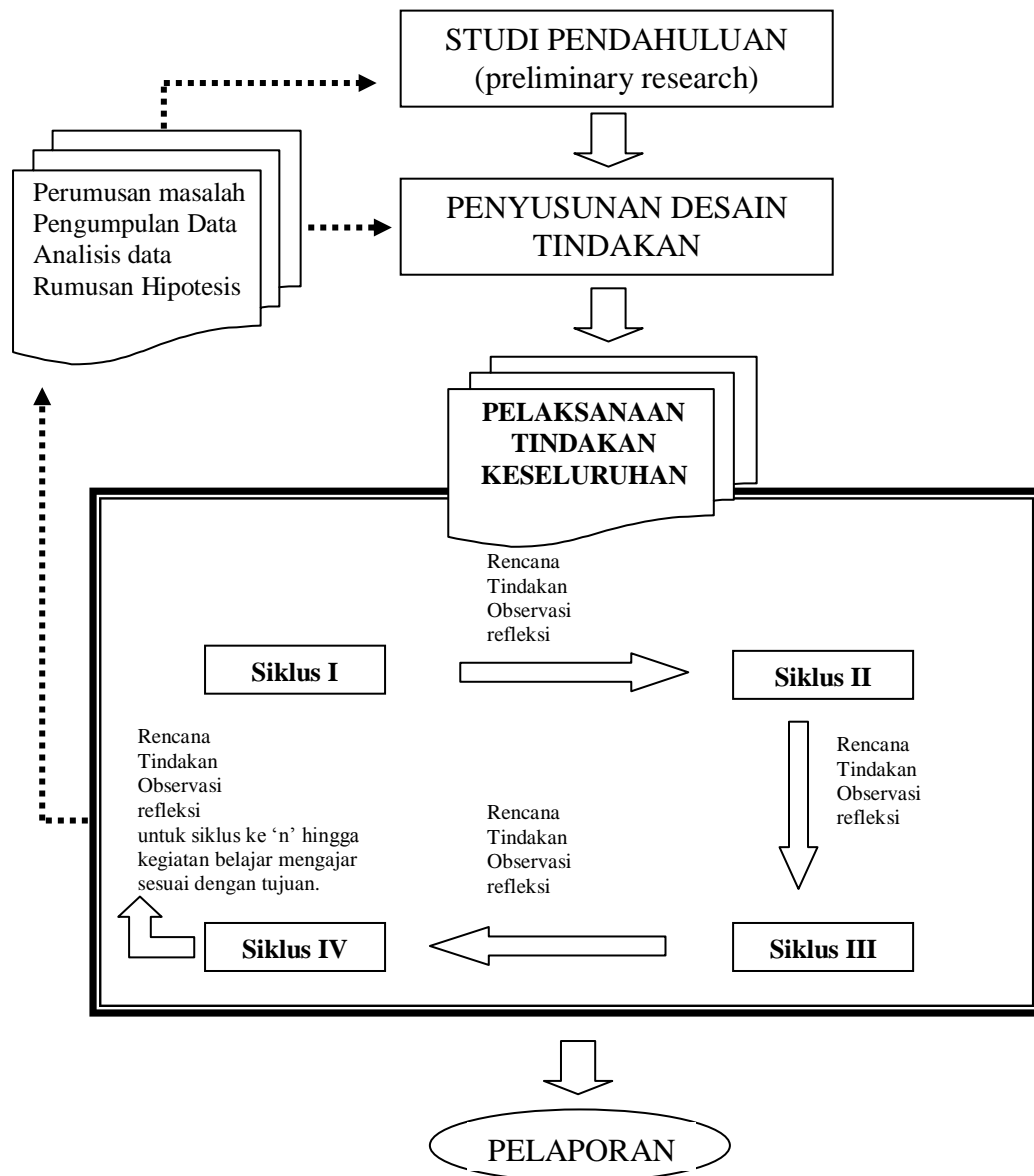 STUDI PENDAHULUAN
(preliminary research)
Perumusan masalah
Pengumpulan Data
Analisis data
Rumusan Hipotesis
PENYUSUNAN DESAIN
TINDAKAN
PELAKSANAAN
TINDAKAN
KESELURUHAN
Rencana
Tindakan
Observasi
refleksi
Siklus I
Siklus II
Rencana
Tindakan
Observasi
refleksi
untuk siklus ke ‘n’ hingga
kegiatan belajar mengajar
sesuai dengan tujuan.
Rencana
Tindakan
Observasi
refleksi
Rencana
Tindakan
Observasi
refleksi
Siklus IV
Siklus III
PELAPORAN